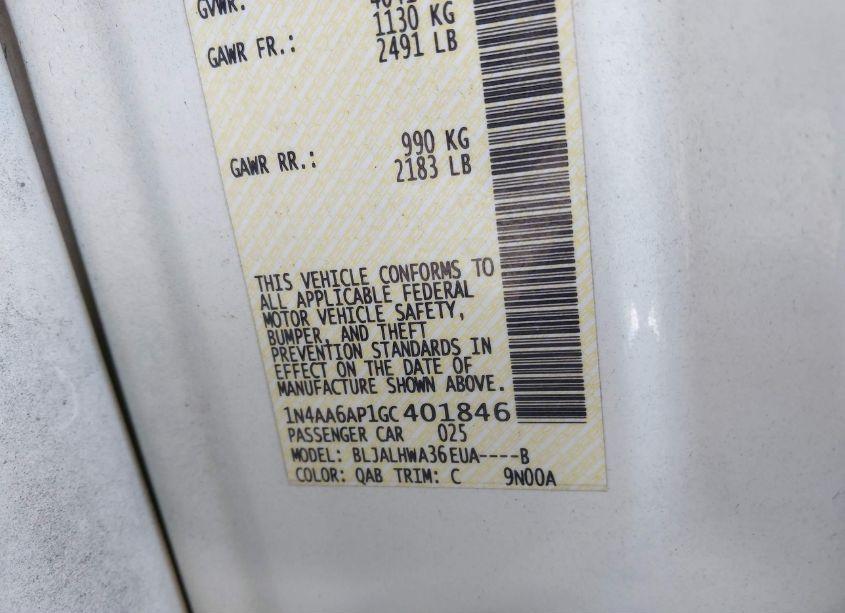 GVWR:
1130 KG
GAWR FR.: 2491 LB
990 KG
GAWR RR.: 2183 LB
THIS VEHICLE CONFORMS TO
ALL APPLICABLE FEDERAL
MOTOR VEHICLE SAFETY,
BUMPER, AND THEFT
PREVENTION STANDARDS IN
EFFECT ON THE DATE OF
MANUFACTURE SHOWN ABOVE.
1N4AA6AP1GC401846
PASSENGER CAR 025
MODEL: BLJALHWA36EUA----B
COLOR: QAB TRIM: C 9N00A